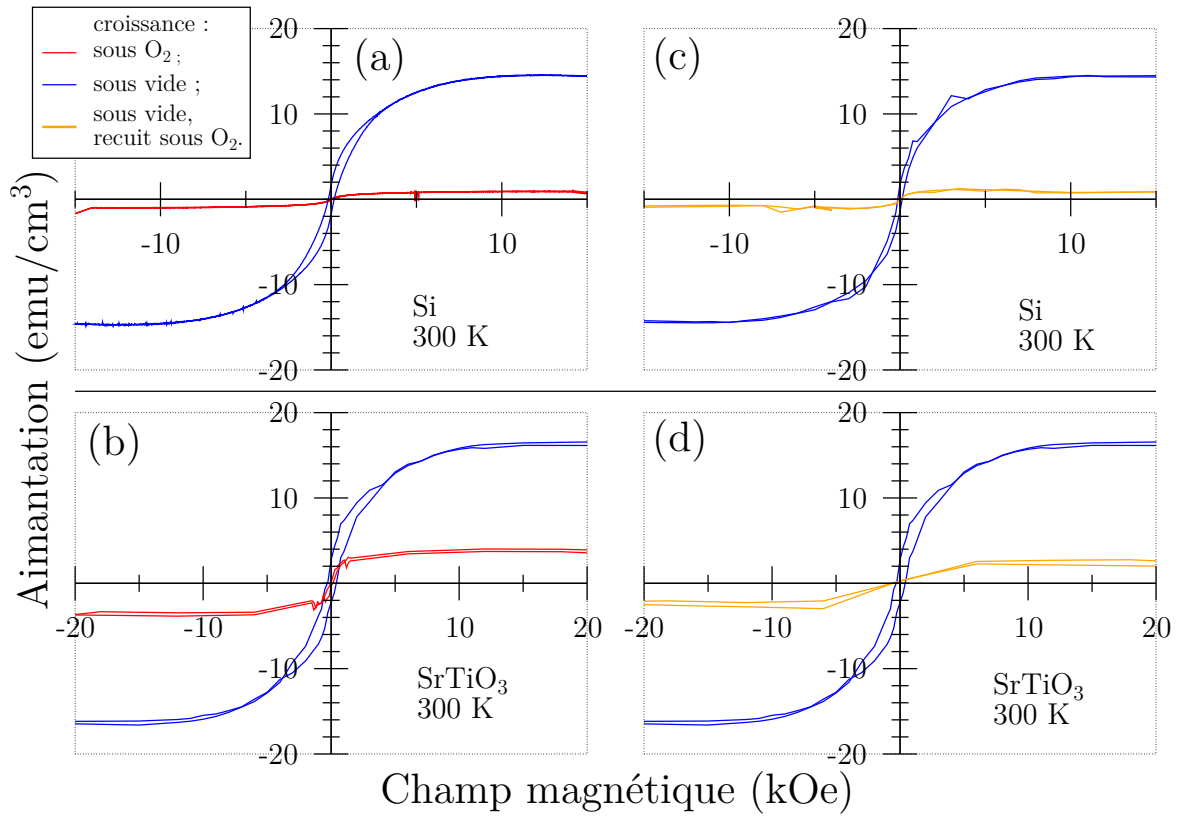 croissance :
sous O₂ ;
sous vide ;
sous vide,
recuit sous O₂.
Aimantation (emu/cm³)
(a)
20
10
-10
10
-10
-20
Si
300 K
(c)
20
10
-10
10
-10
-20
Si
300 K
(b)
20
10
-20
-10
10
20
-10
-20
SrTiO₃
300 K
(d)
20
10
-20
-10
10
20
-10
-20
SrTiO₃
300 K
Champ magnétique (kOe)